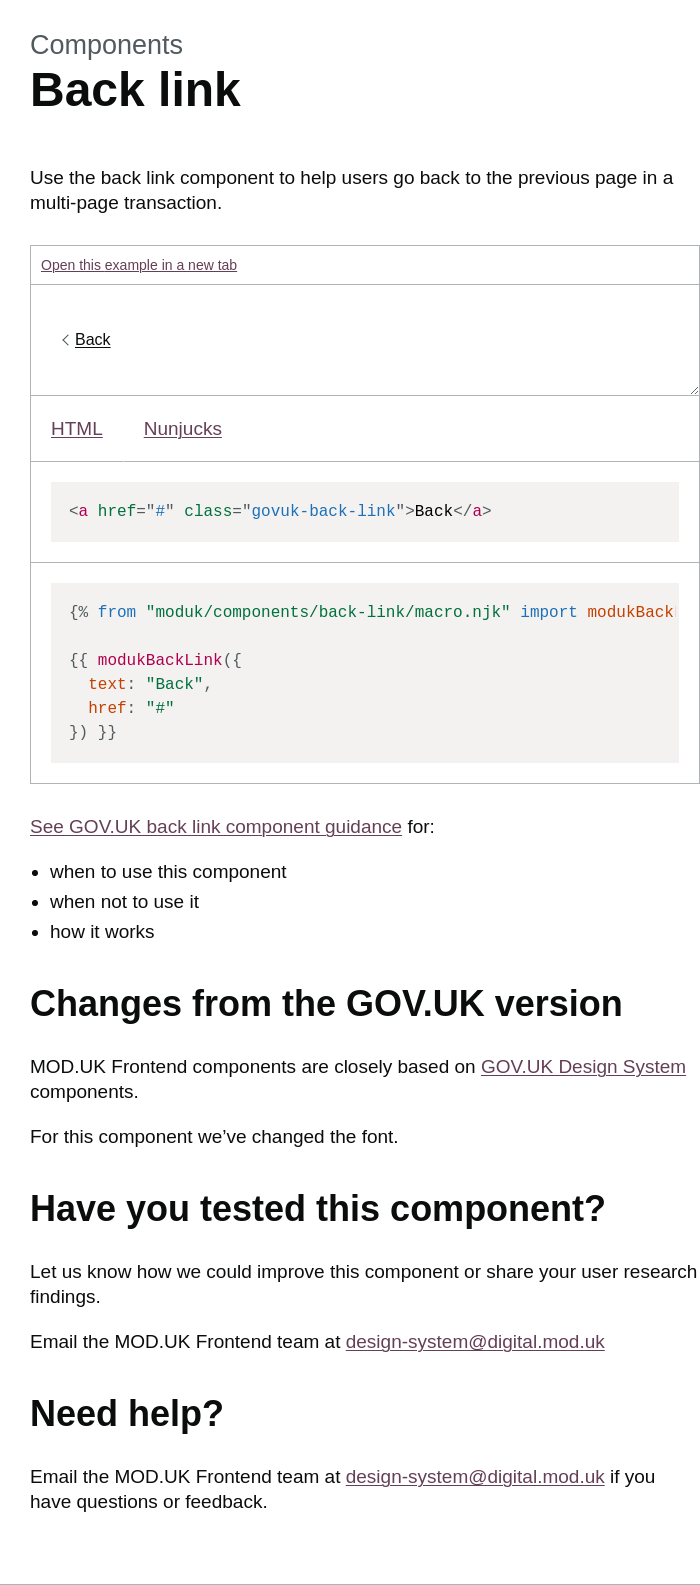 Components
Back link
Use the back link component to help users go back to the previous page in a
multi-page transaction.
Open this example in a new tab
Back
HTML Nunjucks
<a href="#" class="govuk-back-link">Back</a>
{% from "moduk/components/back-link/macro.njk" import modukBack
{{ modukBackLink({
  text: "Back",
  href: "#"
}) }}
See GOV.UK back link component guidance for:
• when to use this component
• when not to use it
• how it works
Changes from the GOV.UK version
MOD.UK Frontend components are closely based on GOV.UK Design System
components.
For this component we’ve changed the font.
Have you tested this component?
Let us know how we could improve this component or share your user research
findings.
Email the MOD.UK Frontend team at design-system@digital.mod.uk
Need help?
Email the MOD.UK Frontend team at design-system@digital.mod.uk if you
have questions or feedback.